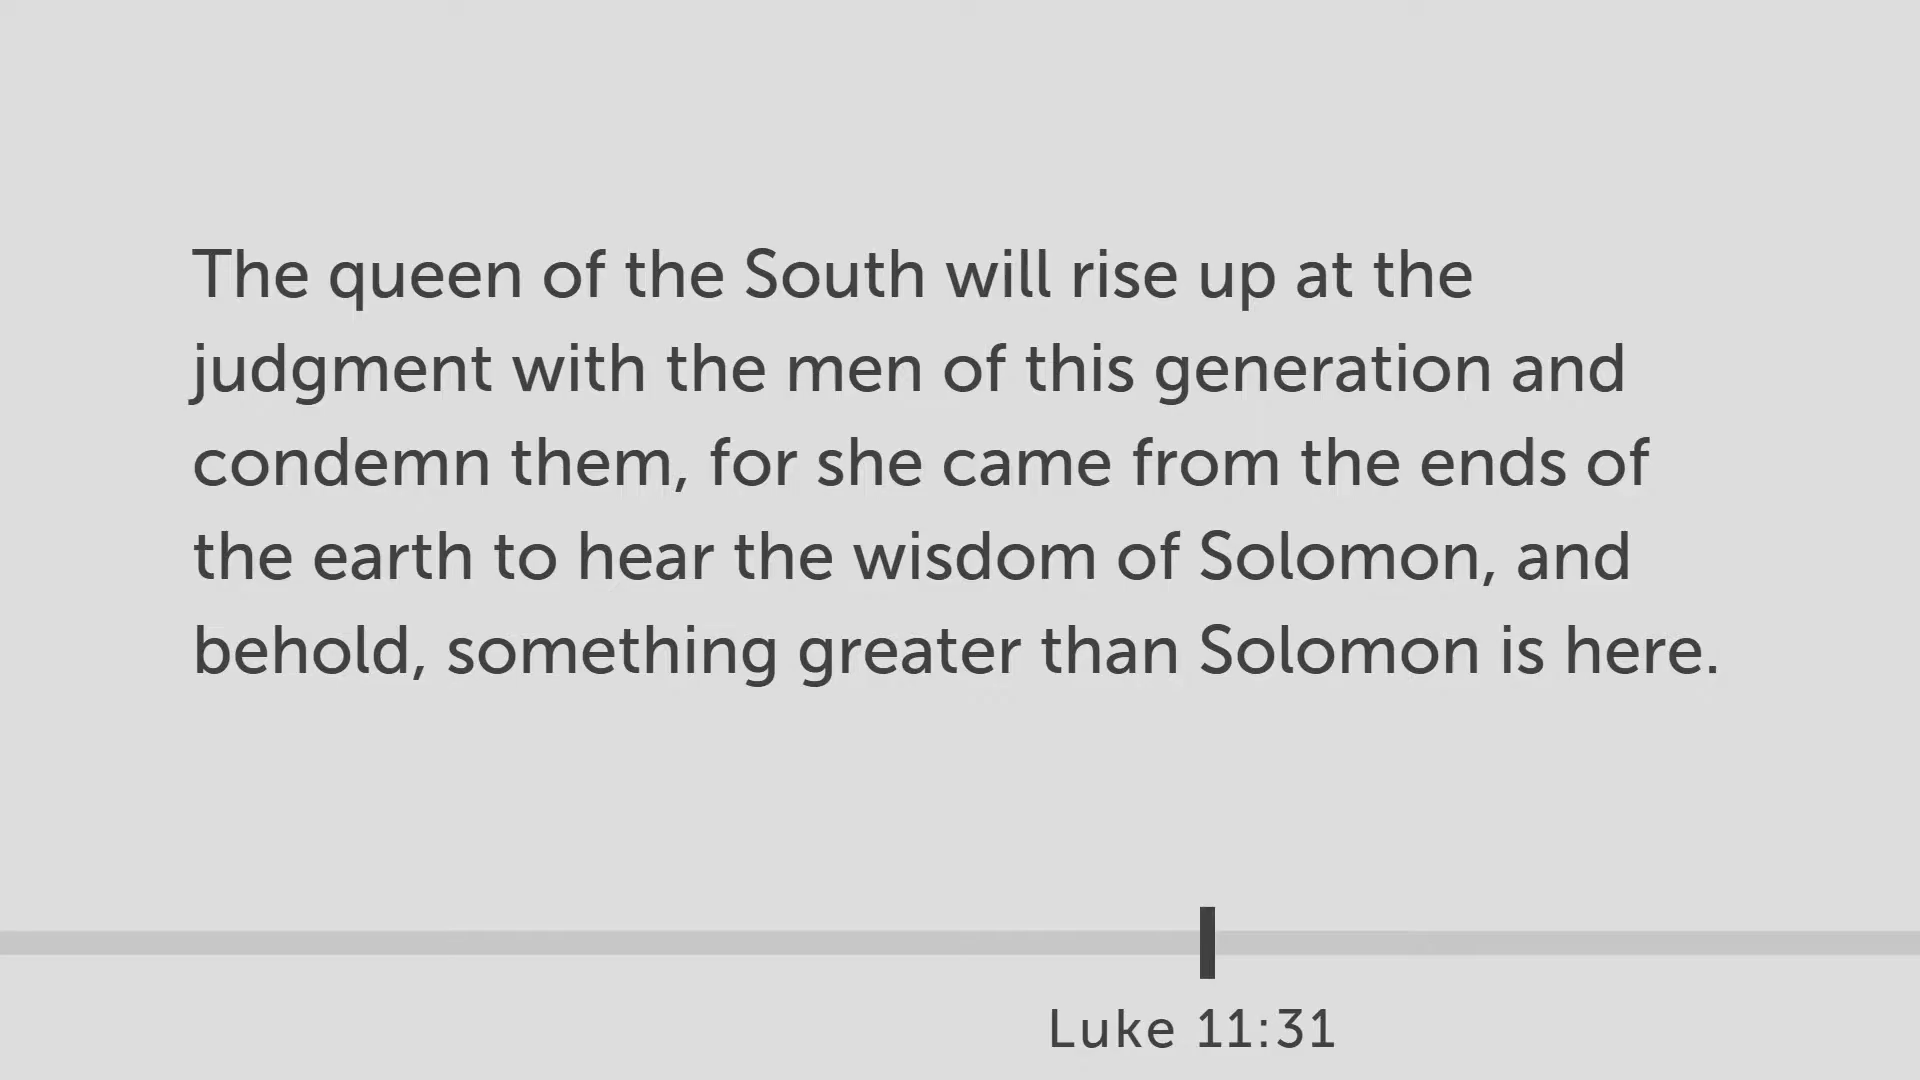 The queen of the South will rise up at the
judgment with the men of this generation and
condemn them, for she came from the ends of
the earth to hear the wisdom of Solomon, and
behold, something greater than Solomon is here.
Luke 11:31